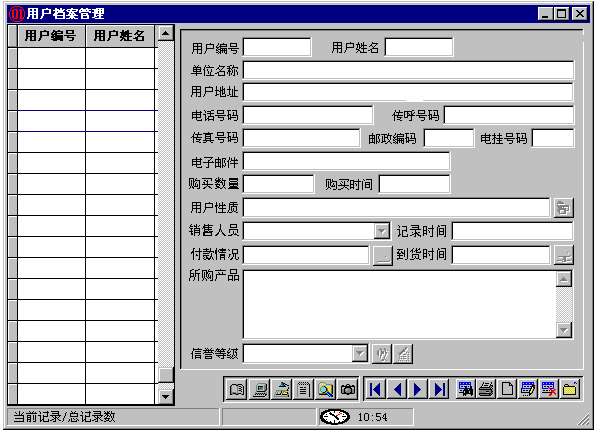 用户档案管理
用户编号 用户姓名
用户编号 用户姓名
单位名称
用户地址
电话号码 传呼号码
传真号码 邮政编码 电挂号码
电子邮件
购买数量 购买时间
用户性质
销售人员 记录时间
付款情况 到货时间
所购产品
信誉等级
当前记录/总记录数 10:54